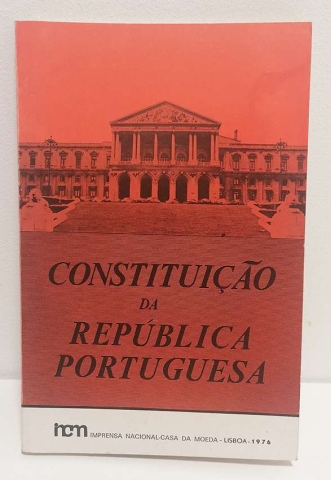 CONSTITUIÇÃO
DA
REPÚBLICA
PORTUGUESA
incm IMPRENSA NACIONAL-CASA DA MOEDA - LISBOA - 1976